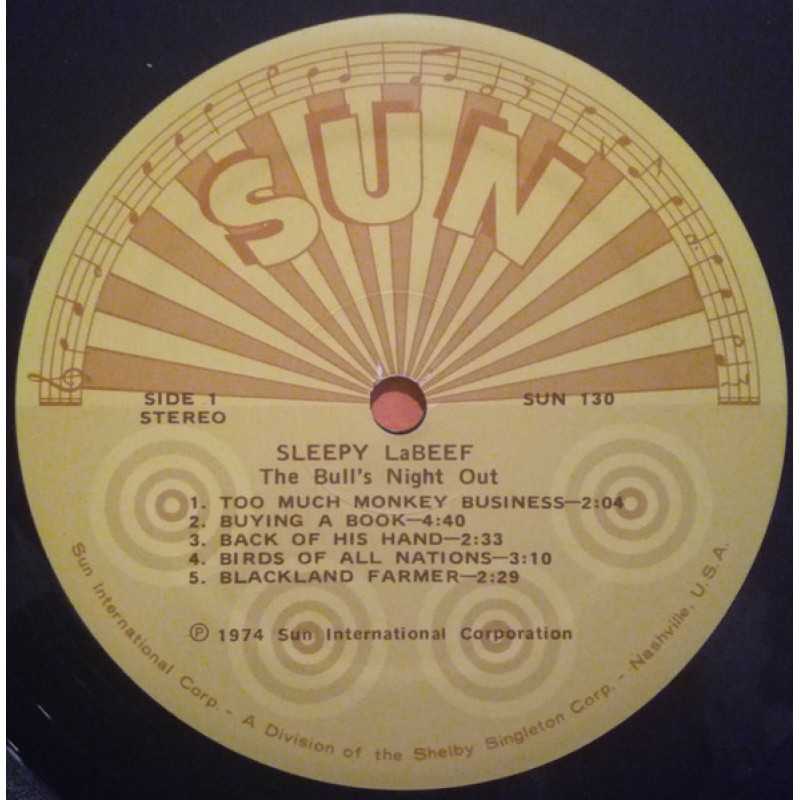 SUN
SIDE 1
STEREO
SUN 130
SLEEPY LaBEEF
The Bull's Night Out
1. TOO MUCH MONKEY BUSINESS—2:04
2. BUYING A BOOK—4:40
3. BACK OF HIS HAND—2:33
4. BIRDS OF ALL NATIONS—3:10
5. BLACKLAND FARMER—2:29
℗ 1974 Sun International Corporation
Sun International Corp. - A Division of the Shelby Singleton Corp. - Nashville, U.S.A.